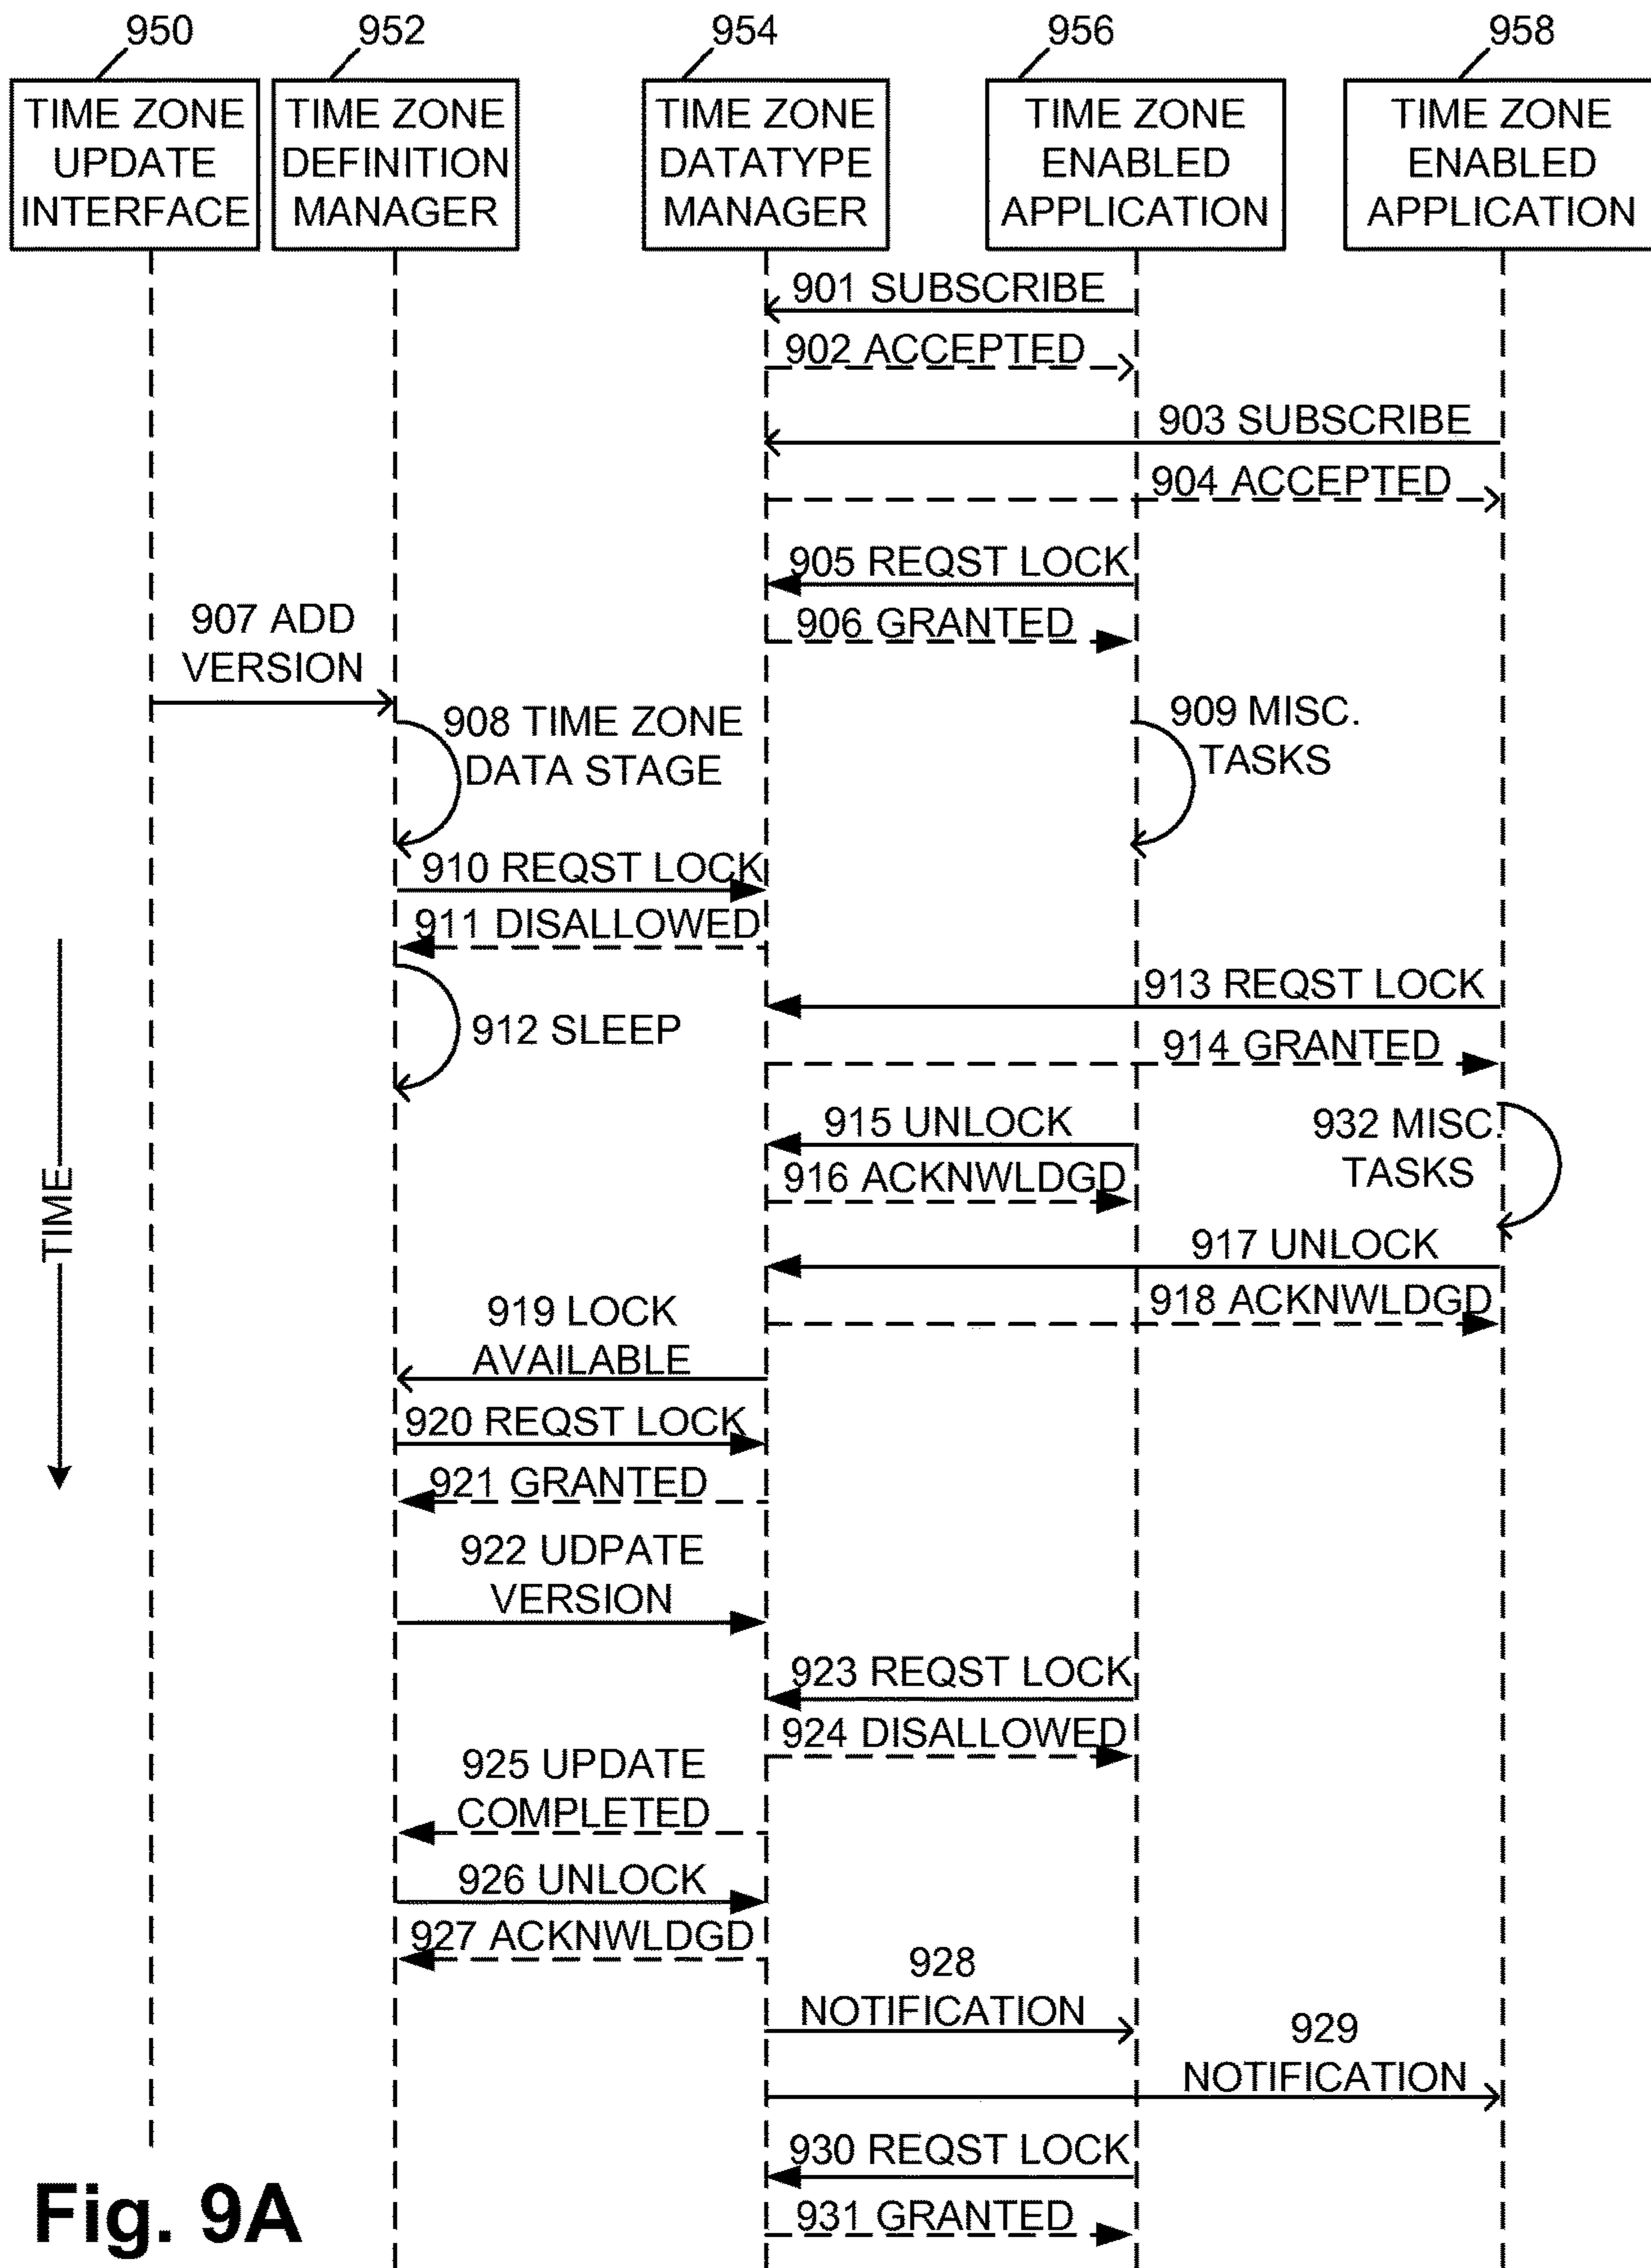 950
952
954
956
958
TIME ZONE
UPDATE
INTERFACE
TIME ZONE
DEFINITION
MANAGER
TIME ZONE
DATATYPE
MANAGER
TIME ZONE
ENABLED
APPLICATION
TIME ZONE
ENABLED
APPLICATION
901 SUBSCRIBE
902 ACCEPTED
903 SUBSCRIBE
904 ACCEPTED
905 REQST LOCK
906 GRANTED
907 ADD
VERSION
908 TIME ZONE
DATA STAGE
909 MISC.
TASKS
910 REQST LOCK
911 DISALLOWED
912 SLEEP
913 REQST LOCK
914 GRANTED
915 UNLOCK
916 ACKNWLDGD
932 MISC.
TASKS
TIME
917 UNLOCK
918 ACKNWLDGD
919 LOCK
AVAILABLE
920 REQST LOCK
921 GRANTED
922 UDPATE
VERSION
923 REQST LOCK
924 DISALLOWED
925 UPDATE
COMPLETED
926 UNLOCK
927 ACKNWLDGD
928
NOTIFICATION
929
NOTIFICATION
930 REQST LOCK
931 GRANTED
Fig. 9A